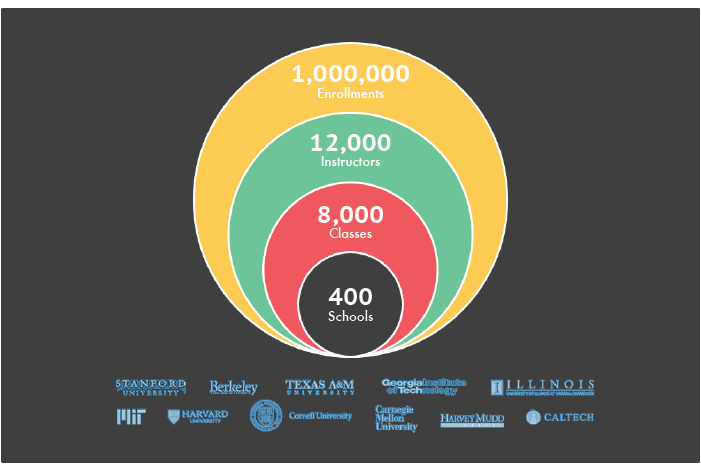 1,000,000
Enrollments
12,000
Instructors
8,000
Classes
400
Schools
STANFORD
UNIVERSITY
Berkeley
TEXAS A&M
UNIVERSITY
Georgia Institute
of Technology
ILLINOIS
MIT
HARVARD
UNIVERSITY
Cornell University
Carnegie
Mellon
University
HARVEY MUDD
CALTECH